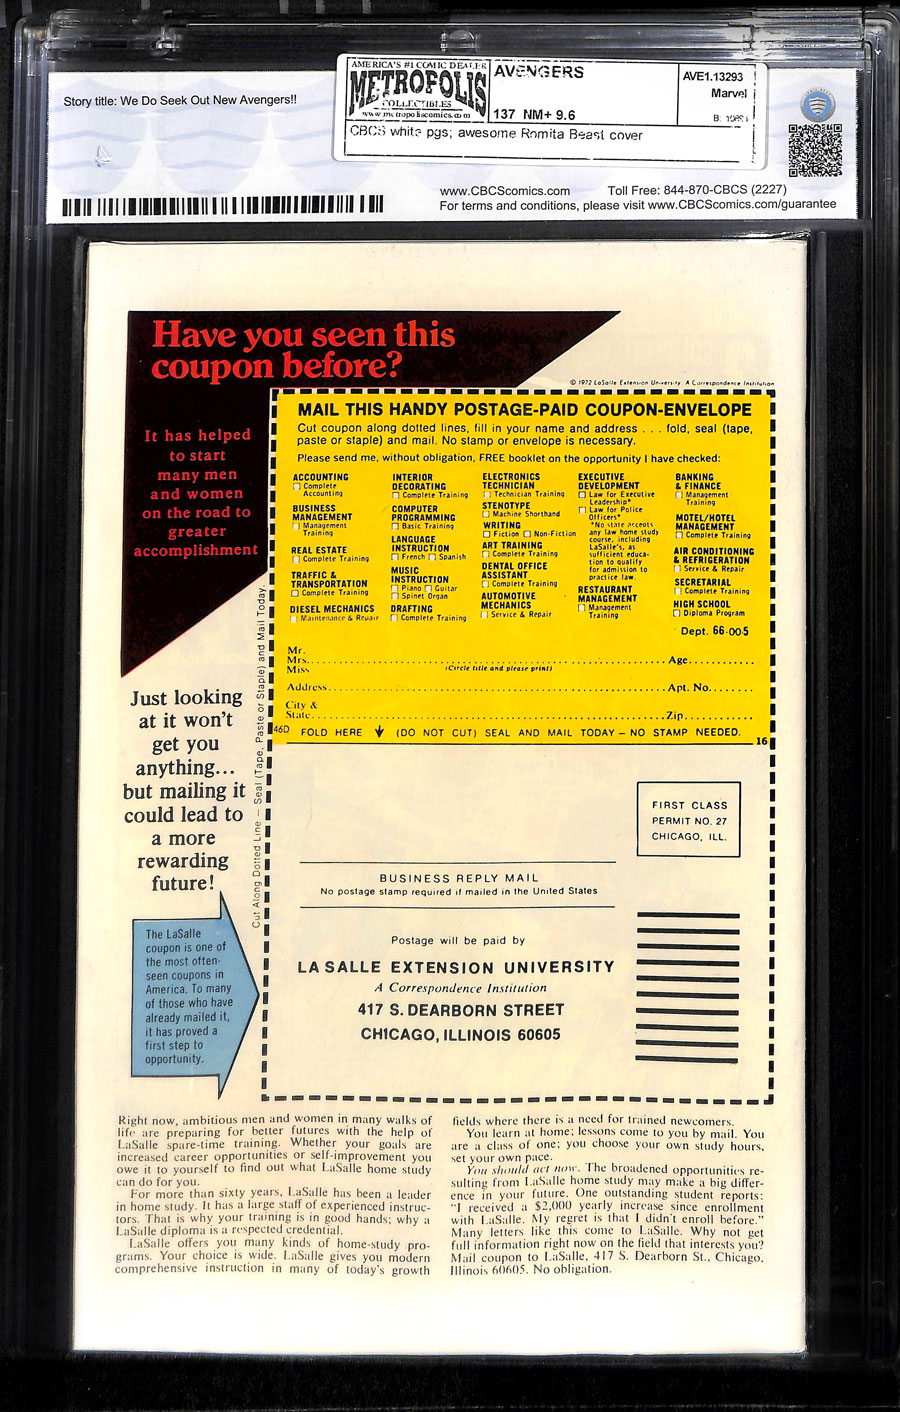 Story title: We Do Seek Out New Avengers!!
AMERICA'S #1 COMIC DEALER
METROPOLIS
COLLECTIBLES
www.metropoliscomics.com
AVENGERS
137 NM+ 9.6
AVE1.13293
Marvel
CBCS white pgs; awesome Romita Beast cover
www.CBCScomics.com Toll Free: 844-870-CBCS (2227)
For terms and conditions, please visit www.CBCScomics.com/guarantee
Have you seen this
coupon before?
© 1972 LaSalle Extension University A Correspondence Institution
It has helped
to start
many men
and women
on the road to
greater
accomplishment
Just looking
at it won't
get you
anything...
but mailing it
could lead to
a more
rewarding
future!
The LaSalle
coupon is one of
the most often-
seen coupons in
America. To many
of those who have
already mailed it,
it has proved a
first step to
opportunity.
Cut Along Dotted Line — Seal (Tape, Paste or Staple) and Mail Today.
MAIL THIS HANDY POSTAGE-PAID COUPON-ENVELOPE
Cut coupon along dotted lines, fill in your name and address . . . fold, seal (tape,
paste or staple) and mail. No stamp or envelope is necessary.
Please send me, without obligation, FREE booklet on the opportunity I have checked:
ACCOUNTING
Complete
Accounting
BUSINESS
MANAGEMENT
Management
Training
REAL ESTATE
Complete Training
TRAFFIC &
TRANSPORTATION
Complete Training
DIESEL MECHANICS
Maintenance & Repair
INTERIOR
DECORATING
Complete Training
COMPUTER
PROGRAMMING
Basic Training
LANGUAGE
INSTRUCTION
French Spanish
MUSIC
INSTRUCTION
Piano Guitar
Spinet Organ
DRAFTING
Complete Training
ELECTRONICS
TECHNICIAN
Technician Training
STENOTYPE
Machine Shorthand
WRITING
Fiction Non-Fiction
ART TRAINING
Complete Training
DENTAL OFFICE
ASSISTANT
Complete Training
AUTOMOTIVE
MECHANICS
Service & Repair
EXECUTIVE
DEVELOPMENT
Law for Executive
Leadership*
Law for Police
Officers*
*No state accepts
any law home study
course, including
LaSalle's, as
sufficient educa-
tion to qualify
for admission to
practice law.
RESTAURANT
MANAGEMENT
Management
Training
BANKING
& FINANCE
Management
Training
MOTEL/HOTEL
MANAGEMENT
Complete Training
AIR CONDITIONING
& REFRIGERATION
Service & Repair
SECRETARIAL
Complete Training
HIGH SCHOOL
Diploma Program
Dept. 66-005
Mr.
Mrs. Age
Miss (Circle title and please print)
Address Apt. No.
City &
State Zip
46D FOLD HERE (DO NOT CUT) SEAL AND MAIL TODAY — NO STAMP NEEDED.
16
FIRST CLASS
PERMIT NO. 27
CHICAGO, ILL.
BUSINESS REPLY MAIL
No postage stamp required if mailed in the United States
Postage will be paid by
LA SALLE EXTENSION UNIVERSITY
A Correspondence Institution
417 S. DEARBORN STREET
CHICAGO, ILLINOIS 60605
Right now, ambitious men and women in many walks of
life are preparing for better futures with the help of
LaSalle spare-time training. Whether your goals are
increased career opportunities or self-improvement you
owe it to yourself to find out what LaSalle home study
can do for you.
For more than sixty years, LaSalle has been a leader
in home study. It has a large staff of experienced instruc-
tors. That is why your training is in good hands; why a
LaSalle diploma is a respected credential.
LaSalle offers you many kinds of home-study pro-
grams. Your choice is wide. LaSalle gives you modern
comprehensive instruction in many of today's growth
fields where there is a need for trained newcomers.
You learn at home; lessons come to you by mail. You
are a class of one; you choose your own study hours,
set your own pace.
You should act now. The broadened opportunities re-
sulting from LaSalle home study may make a big differ-
ence in your future. One outstanding student reports:
"I received a $2,000 yearly increase since enrollment
with LaSalle. My regret is that I didn't enroll before."
Many letters like this come to LaSalle. Why not get
full information right now on the field that interests you?
Mail coupon to LaSalle, 417 S. Dearborn St., Chicago,
Illinois 60605. No obligation.